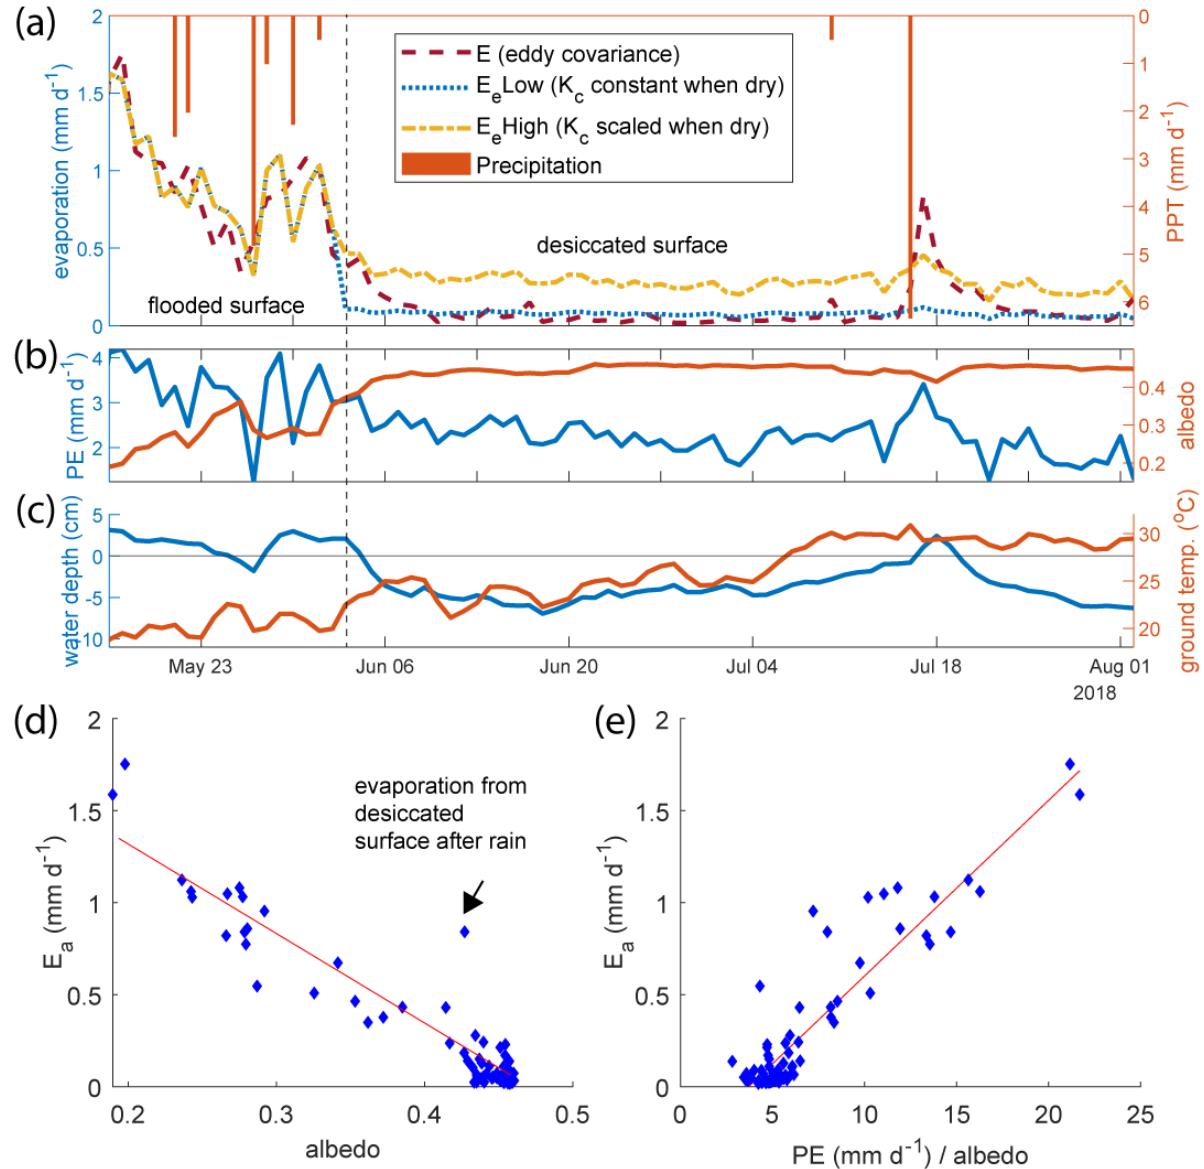 (a)
2
1.5
1
0.5
0
evaporation (mm d-1)
E (eddy covariance)
EeLow (Kc constant when dry)
EeHigh (Kc scaled when dry)
Precipitation
flooded surface
desiccated surface
0
1
2
3
4
5
6
PPT (mm d-1)
(b)
4
3
2
PE (mm d-1)
0.4
0.3
0.2
albedo
(c)
5
0
-5
-10
water depth (cm)
30
25
20
ground temp. (oC)
May 23
Jun 06
Jun 20
Jul 04
Jul 18
Aug 01
2018
(d)
2
1.5
1
0.5
0
Ea (mm d-1)
evaporation from
desiccated
surface after rain
0.2
0.3
0.4
0.5
albedo
(e)
2
1.5
1
0.5
0
Ea (mm d-1)
0
5
10
15
20
25
PE (mm d-1) / albedo